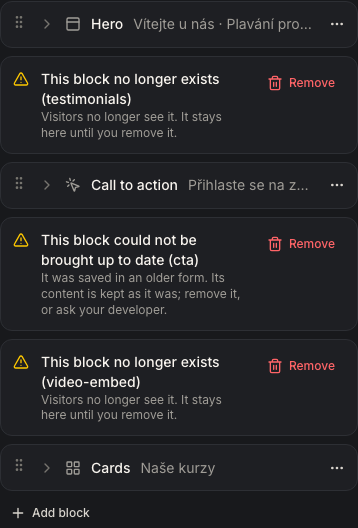 Hero Vítejte u nás · Plavání pro...
This block no longer exists
(testimonials)
Visitors no longer see it. It stays
here until you remove it.
Remove
Call to action Přihlaste se na z...
This block could not be
brought up to date (cta)
It was saved in an older form. Its
content is kept as it was; remove it,
or ask your developer.
Remove
This block no longer exists
(video-embed)
Visitors no longer see it. It stays
here until you remove it.
Remove
Cards Naše kurzy
Add block